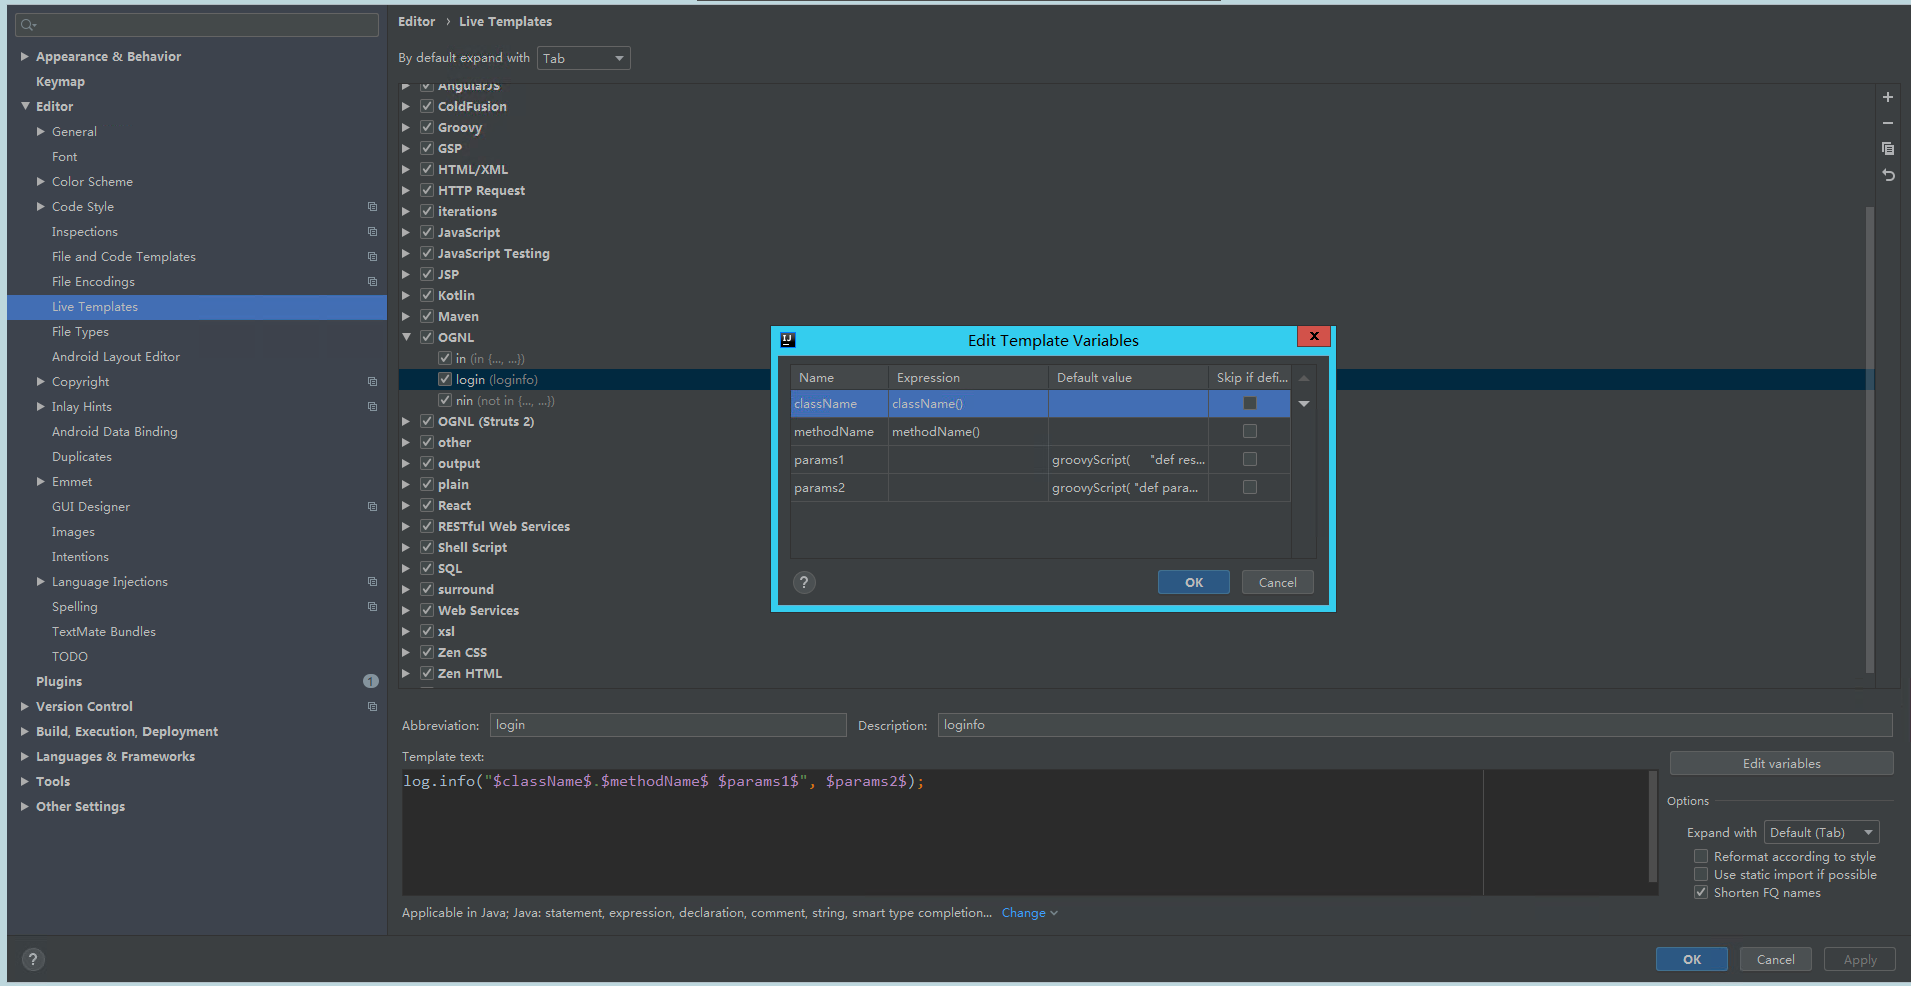 Editor › Live Templates
By default expand with Tab
Appearance & Behavior
Keymap
Editor
General
Font
Color Scheme
Code Style
Inspections
File and Code Templates
File Encodings
Live Templates
File Types
Android Layout Editor
Copyright
Inlay Hints
Android Data Binding
Duplicates
Emmet
GUI Designer
Images
Intentions
Language Injections
Spelling
TextMate Bundles
TODO
Plugins 1
Version Control
Build, Execution, Deployment
Languages & Frameworks
Tools
Other Settings
AngularJS
ColdFusion
Groovy
GSP
HTML/XML
HTTP Request
iterations
JavaScript
JavaScript Testing
JSP
Kotlin
Maven
OGNL
in (in {..., ...})
login (loginfo)
nin (not in {..., ...})
OGNL (Struts 2)
other
output
plain
React
RESTful Web Services
Shell Script
SQL
surround
Web Services
xsl
Zen CSS
Zen HTML
IJ Edit Template Variables x
Name Expression Default value Skip if defi...
className className()
methodName methodName()
params1 groovyScript( "def res...
params2 groovyScript( "def para...
? OK Cancel
Abbreviation: login Description: loginfo
Template text:
log.info("$className$.$methodName$ $params1$", $params2$);
Edit variables
Options
Expand with Default (Tab)
Reformat according to style
Use static import if possible
Shorten FQ names
Applicable in Java; Java: statement, expression, declaration, comment, string, smart type completion... Change
? OK Cancel Apply